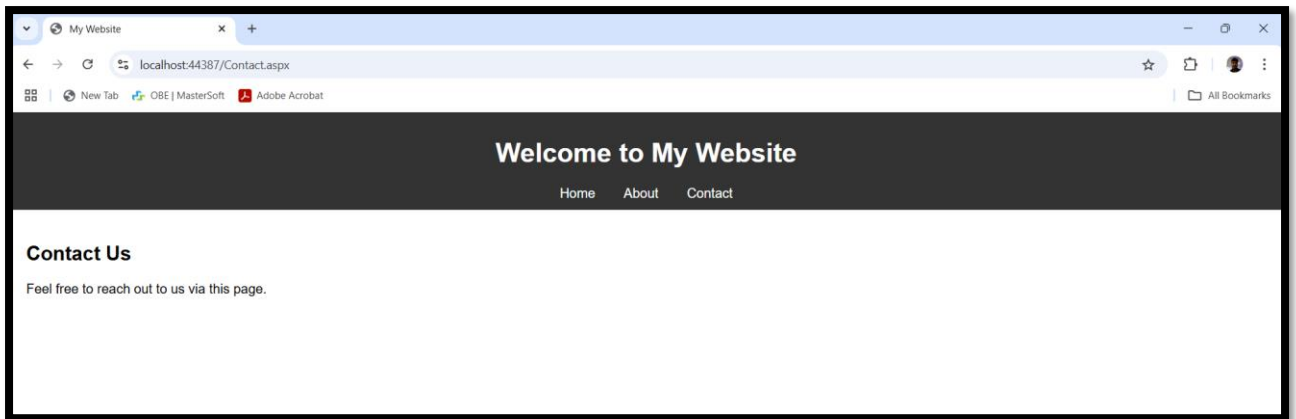 My Website
localhost:44387/Contact.aspx
New Tab OBE | MasterSoft Adobe Acrobat All Bookmarks
Welcome to My Website
Home About Contact
Contact Us
Feel free to reach out to us via this page.